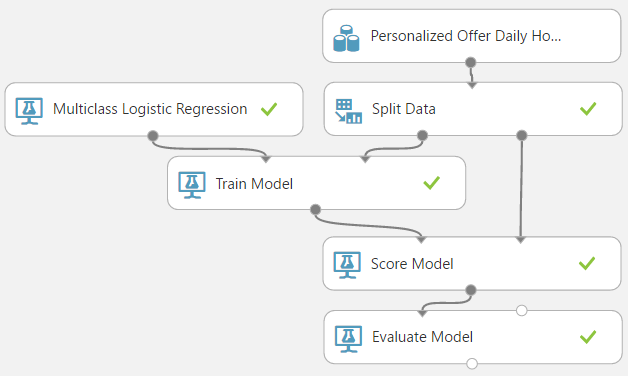 Personalized Offer Daily Ho...
Multiclass Logistic Regression
Split Data
Train Model
Score Model
Evaluate Model